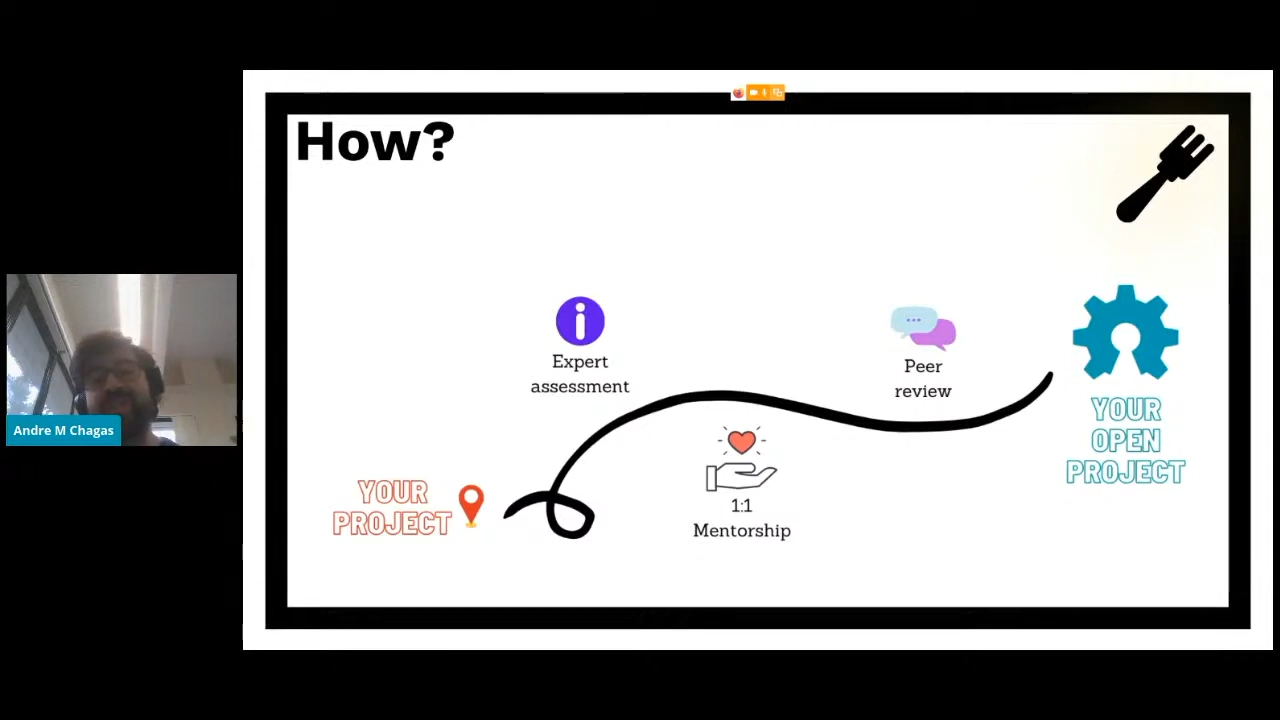 How?
Expert
assessment
Peer
review
YOUR
OPEN
PROJECT
Andre M Chagas
YOUR
PROJECT
1:1
Mentorship